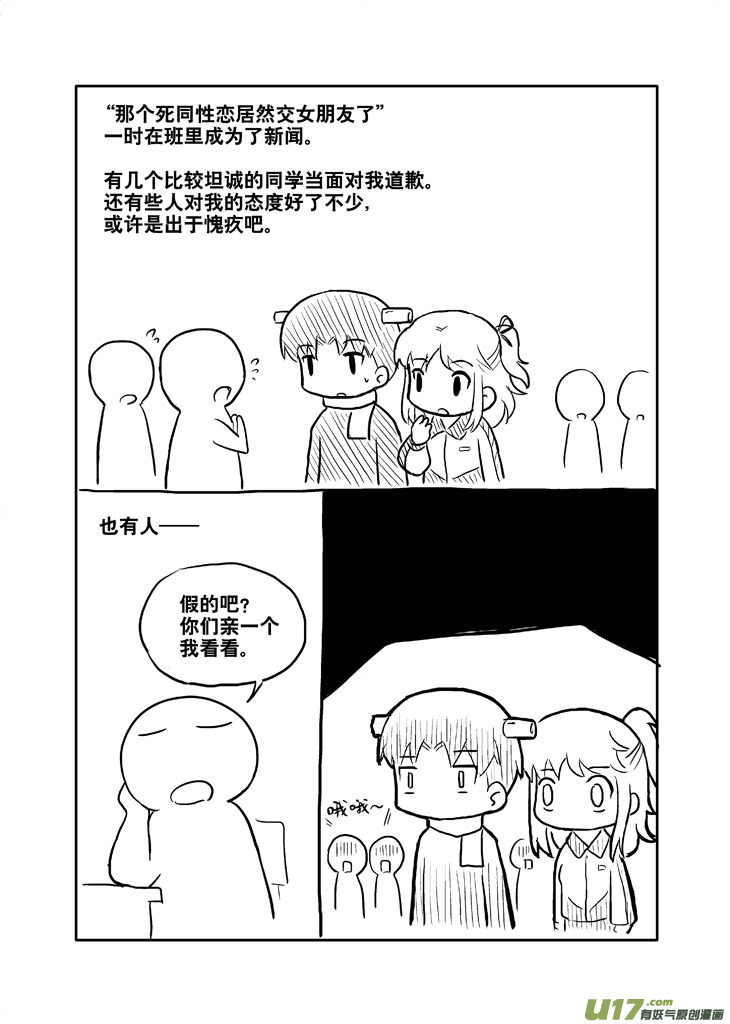 “那个死同性恋居然交女朋友了”
一时在班里成为了新闻。
有几个比较坦诚的同学当面对我道歉。
还有些人对我的态度好了不少，
或许是出于愧疚吧。
也有人——
假的吧？
你们亲一个
我看看。
哦哦～
U17.com
有妖气原创漫画